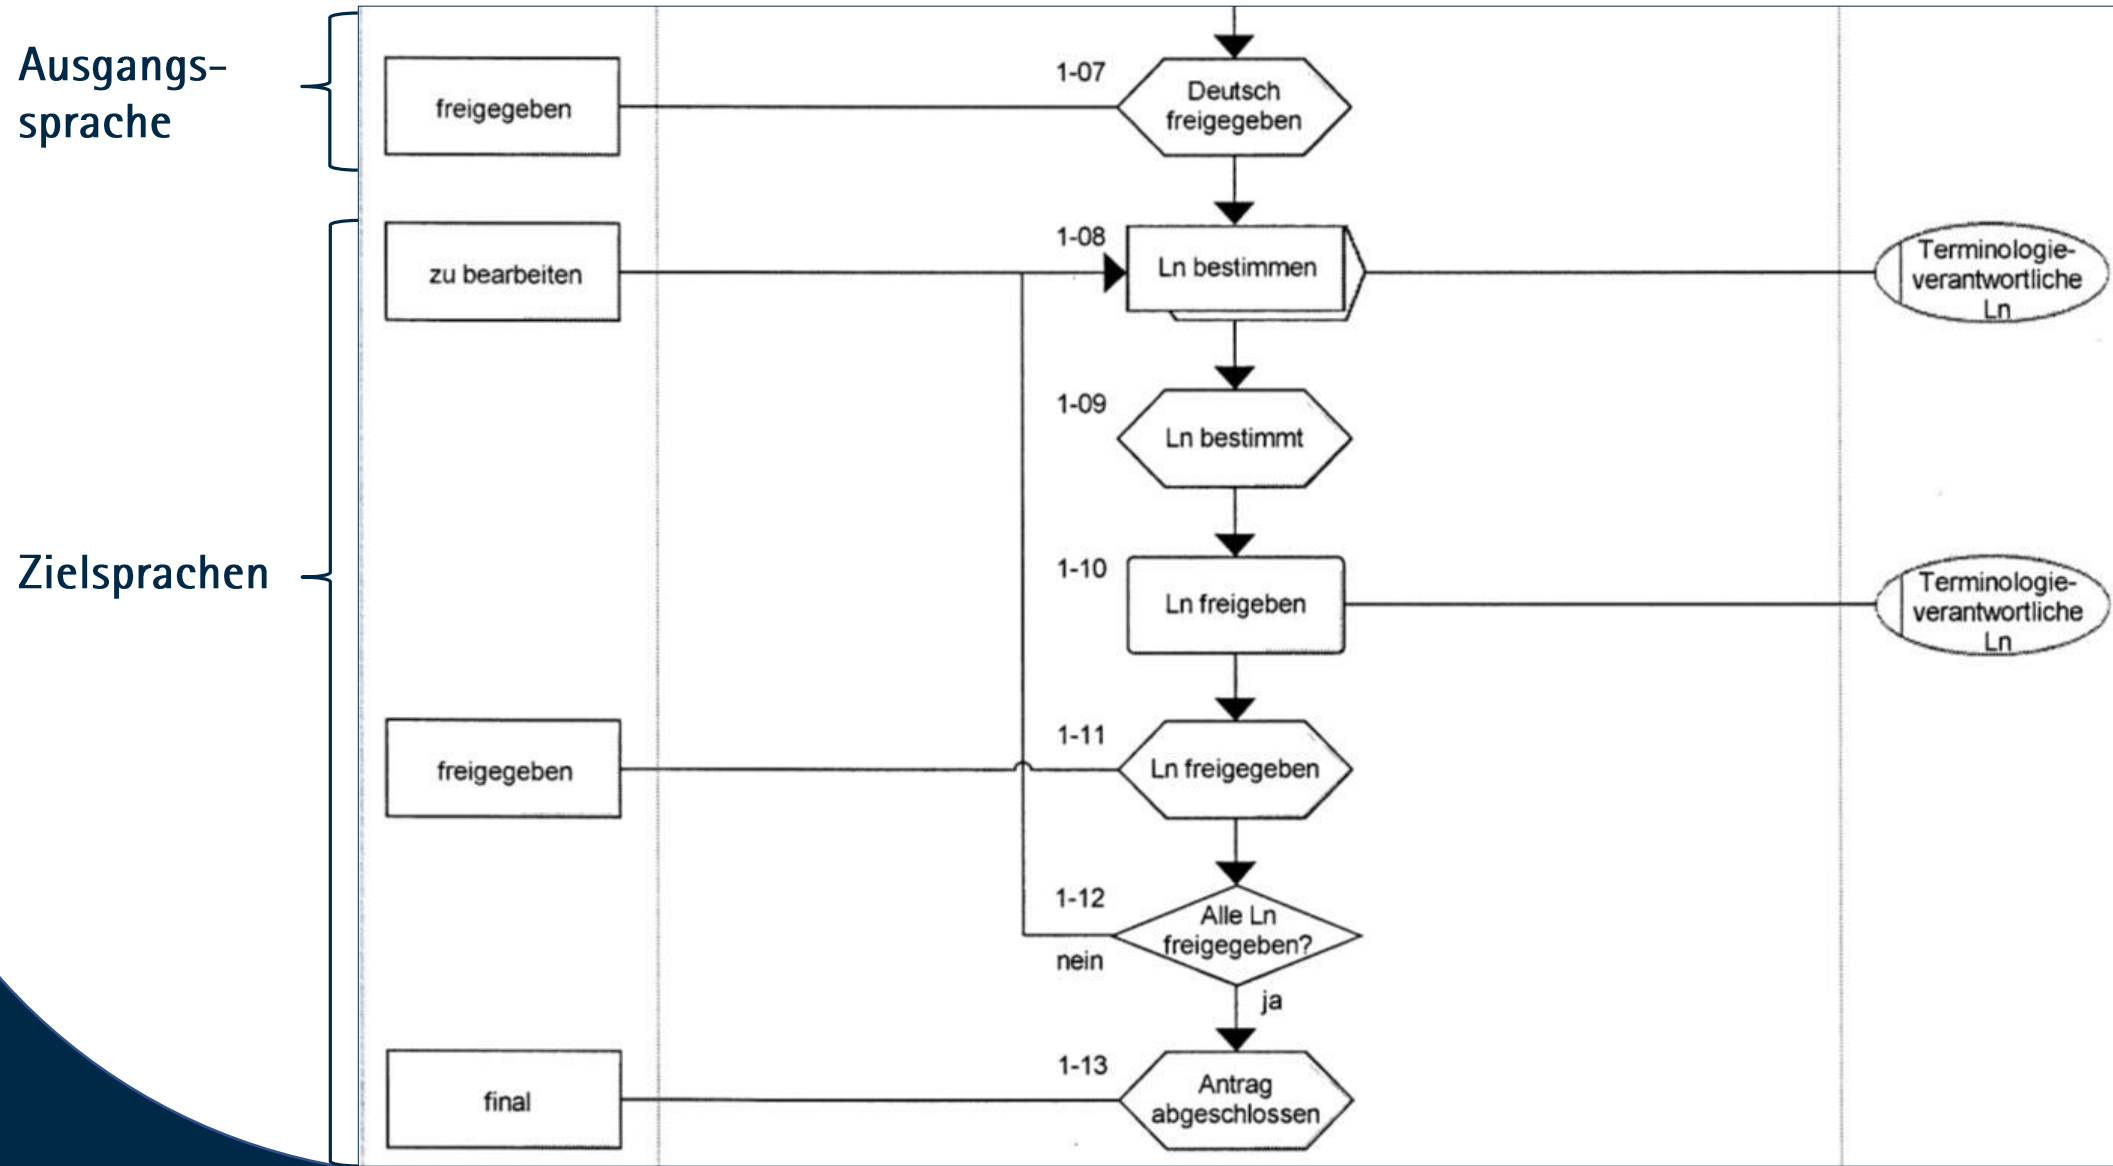 Ausgangs-
sprache
freigegeben
1-07
Deutsch
freigegeben
zu bearbeiten
1-08
Ln bestimmen
Terminologie-
verantwortliche
Ln
1-09
Ln bestimmt
Zielsprachen
1-10
Ln freigeben
Terminologie-
verantwortliche
Ln
freigegeben
1-11
Ln freigegeben
1-12
Alle Ln
freigegeben?
nein
ja
final
1-13
Antrag
abgeschlossen